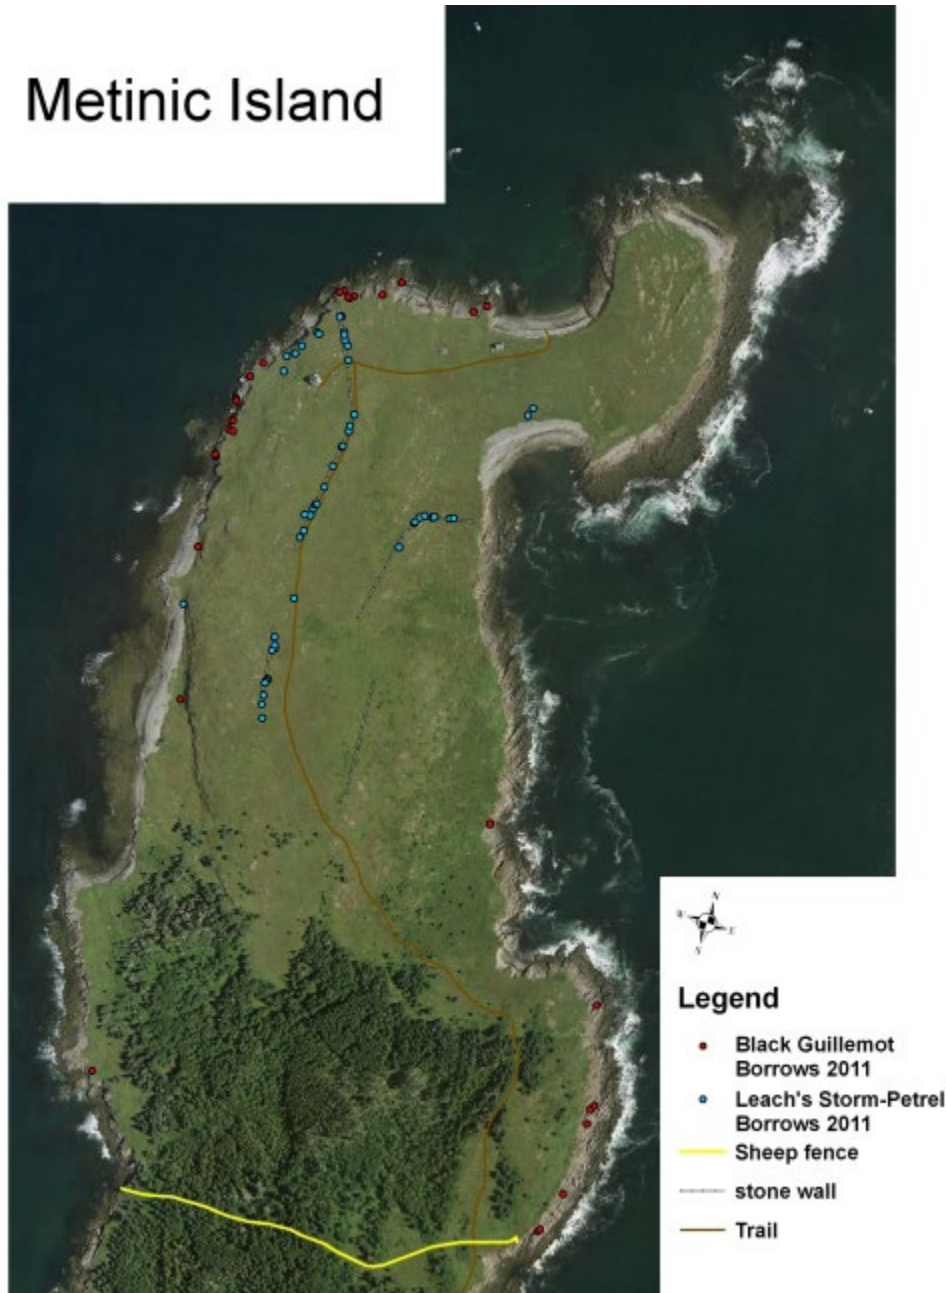 Metinic Island
N
W
E
Legend
Black Guillemot
Borrows 2011
Leach's Storm-Petrel
Borrows 2011
Sheep fence
stone wall
Trail